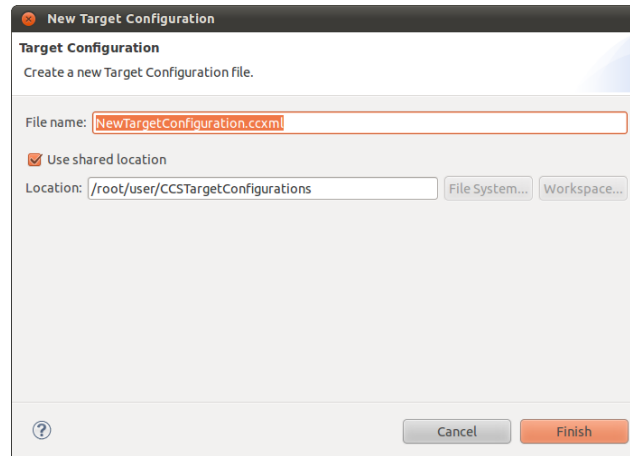 New Target Configuration
Target Configuration
Create a new Target Configuration file.
File name: NewTargetConfiguration.ccxml
Use shared location
Location: /root/user/CCSTargetConfigurations File System... Workspace...
? Cancel Finish